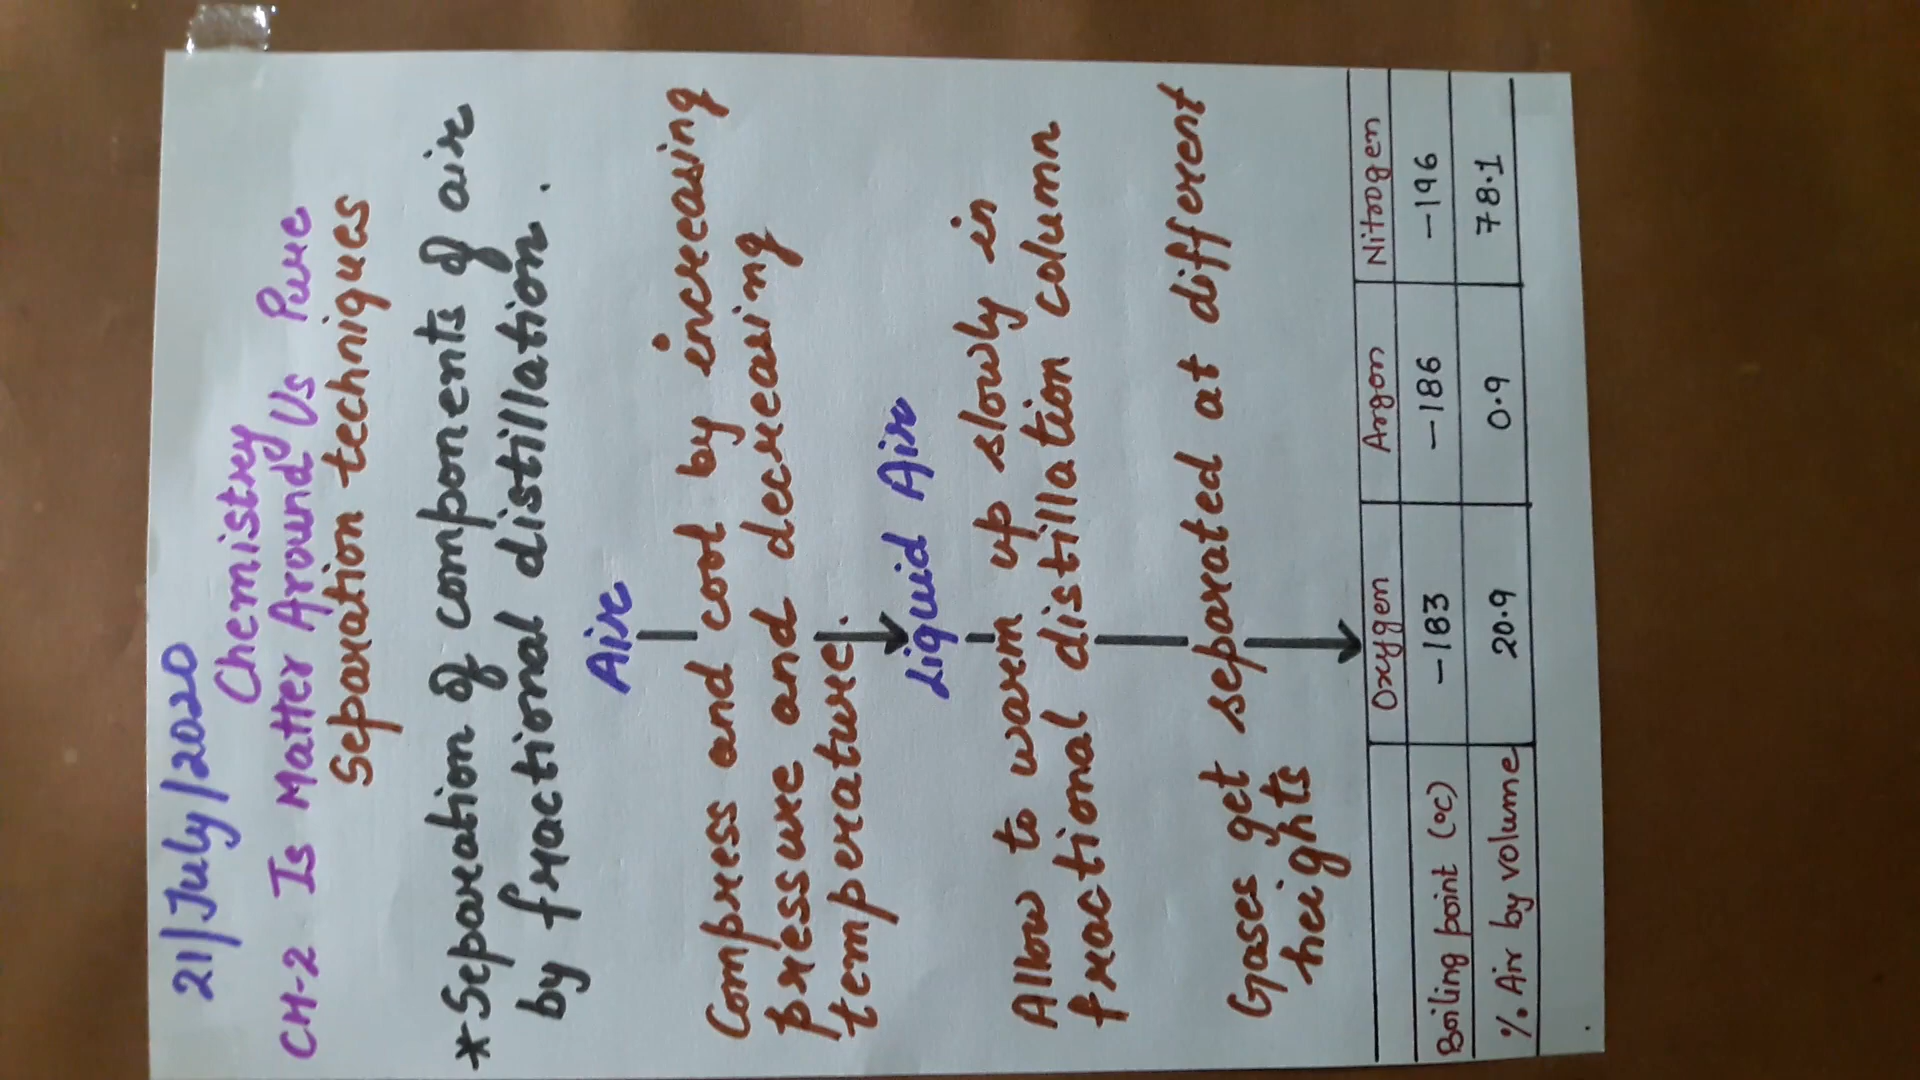 21/July/2020
Chemistry
CH-2 Is Matter Around Us Pure
Separation techniques
* Separation of components of air
by fractional distillation.
Air
Compress and cool by increasing
pressure and decreasing
temperature.
Liquid Air
Allow to warm up slowly in
fractional distillation column
Gases get separated at different
heights
Oxygen Argon Nitrogen
Boiling point (°C) -183 -186 -196
% Air by volume 20.9 0.9 78.1